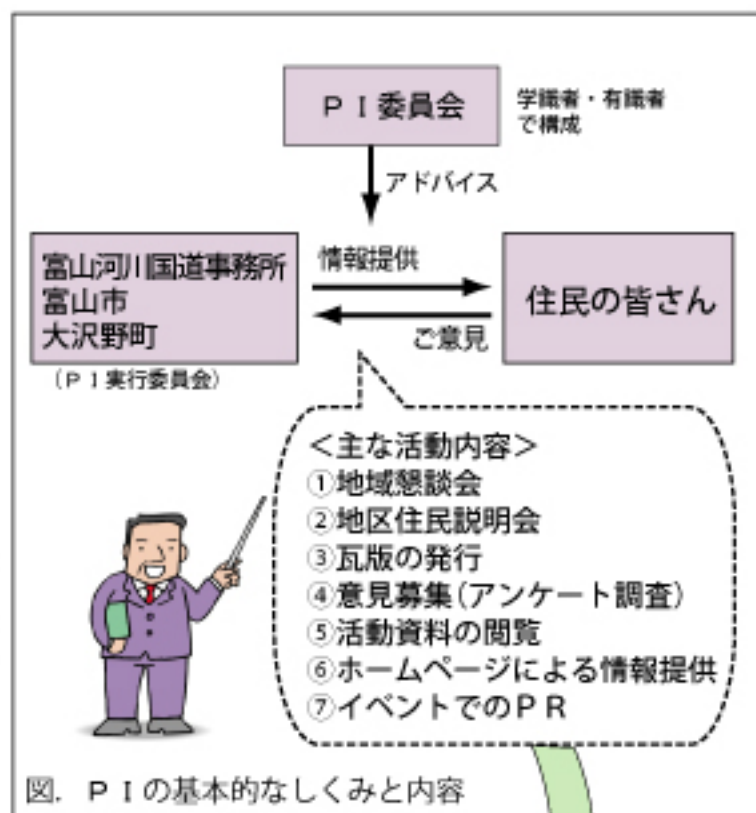 ＰＩ委員会
学識者・有識者
で構成
アドバイス
富山河川国道事務所
富山市
大沢野町
（ＰＩ実行委員会）
情報提供
ご意見
住民の皆さん
＜主な活動内容＞
①地域懇談会
②地区住民説明会
③瓦版の発行
④意見募集（アンケート調査）
⑤活動資料の閲覧
⑥ホームページによる情報提供
⑦イベントでのＰＲ
図．ＰＩの基本的なしくみと内容